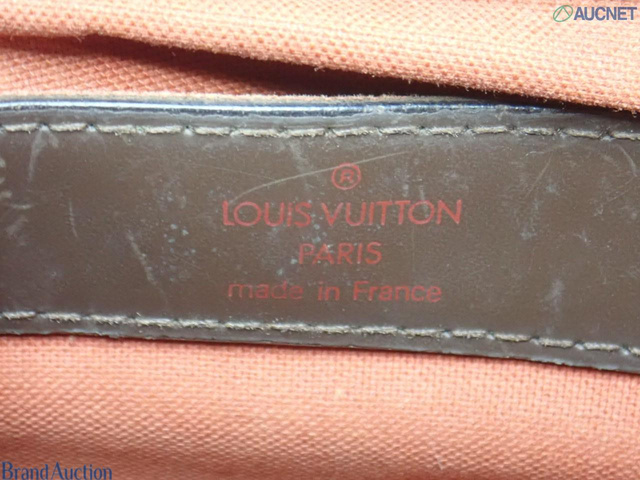 AUCNET
®
LOUIS VUITTON
PARIS
made in France
Brand Auction